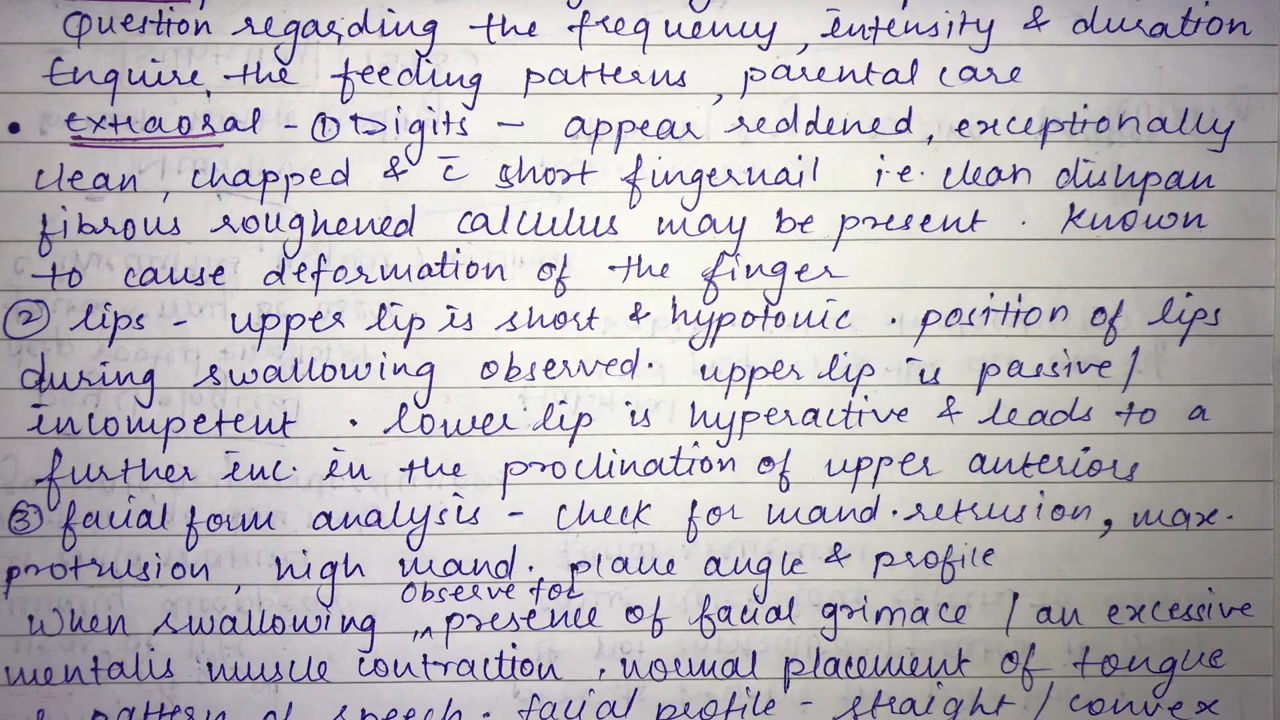 Question regarding the frequency, intensity & duration
Enquire, the feeding patterns, parental care
• Extraoral - ① Digits - appear reddened, exceptionally
clean, chapped & c̄ short fingernail i.e. clean dishpan
fibrous roughened calculus may be present. Known
to cause deformation of the finger
② Lips - upper lip is short & hypotonic. position of lips
during swallowing observed. upper lip is passive/
incompetent. lower lip is hyperactive & leads to a
further inc. in the proclination of upper anteriors
③ facial form analysis - check for mand. retrusion, max.
protrusion, high mand. plane angle & profile
observe for
When swallowing ^ presence of facial grimace / an excessive
mentalis muscle contraction. normal placement of tongue
& pattern of speech. facial profile - straight / convex